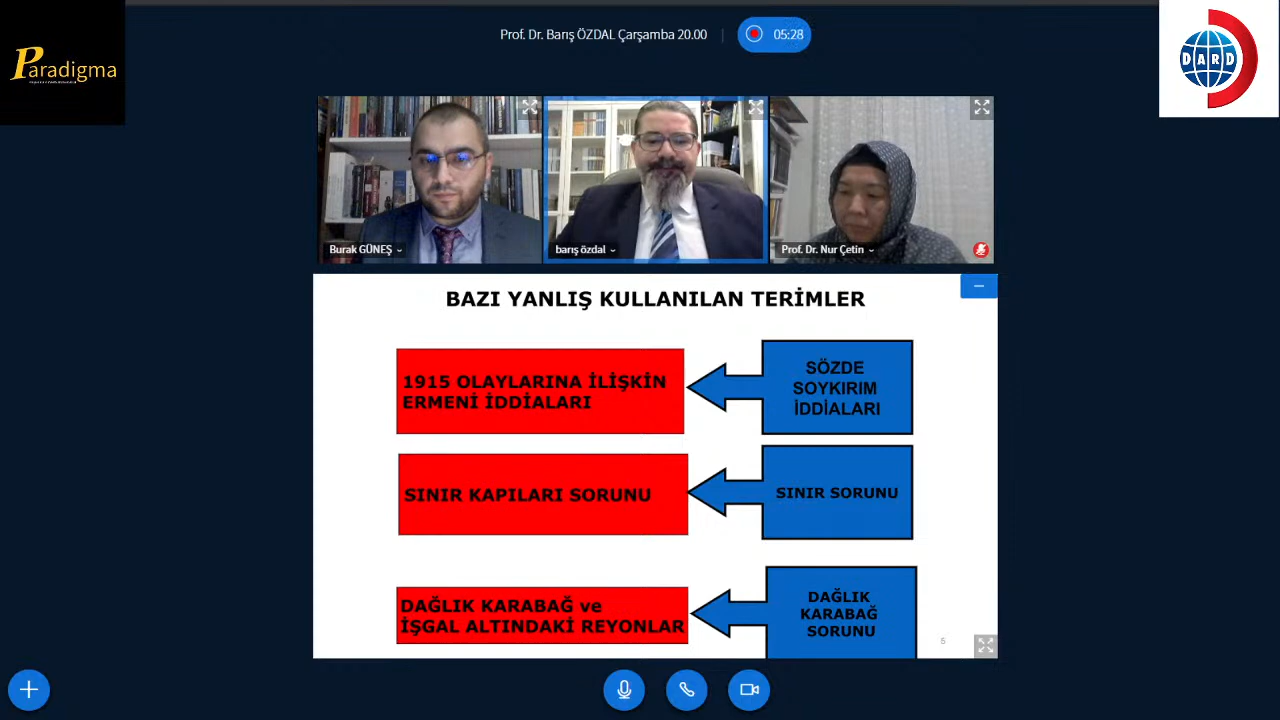 Paradigma
Prof. Dr. Barış ÖZDAL Çarşamba 20.00
05:28
DARD
Burak GÜNEŞ
barış özdal
Prof. Dr. Nur Çetin
BAZI YANLIŞ KULLANILAN TERİMLER
1915 OLAYLARINA İLİŞKİN
ERMENİ İDDİALARI
SÖZDE
SOYKIRIM
İDDİALARI
SINIR KAPILARI SORUNU
SINIR SORUNU
DAĞLIK KARABAĞ ve
İŞGAL ALTINDAKİ REYONLAR
DAĞLIK
KARABAĞ
SORUNU
5